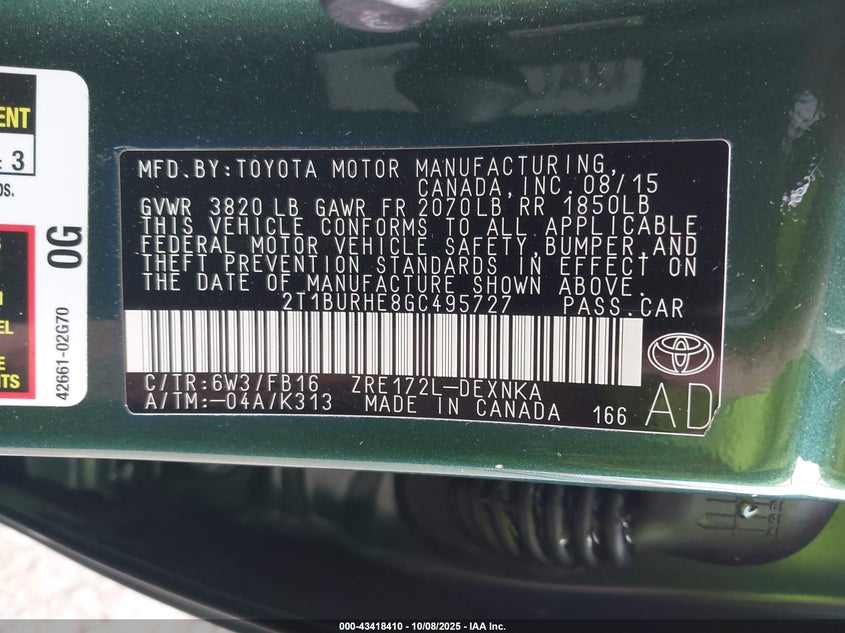 ENT
: 3
OS.
0G
EL
E
NTS
42661-02G70
MFD.BY:TOYOTA MOTOR MANUFACTURING,
CANADA,INC.08/15
GVWR 3820 LB GAWR FR 2070LB RR 1850LB
THIS VEHICLE CONFORMS TO ALL APPLICABLE
FEDERAL MOTOR VEHICLE SAFETY,BUMPER,AND
THEFT PREVENTION STANDARDS IN EFFECT ON
THE DATE OF MANUFACTURE SHOWN ABOVE.
2T1BURHE8GC495727 PASS.CAR
C/TR:6W3/FB16 ZRE172L-DEXNKA
A/TM:-04A/K313 MADE IN CANADA 166 AD
000-43418410 - 10/08/2025 - IAA Inc.